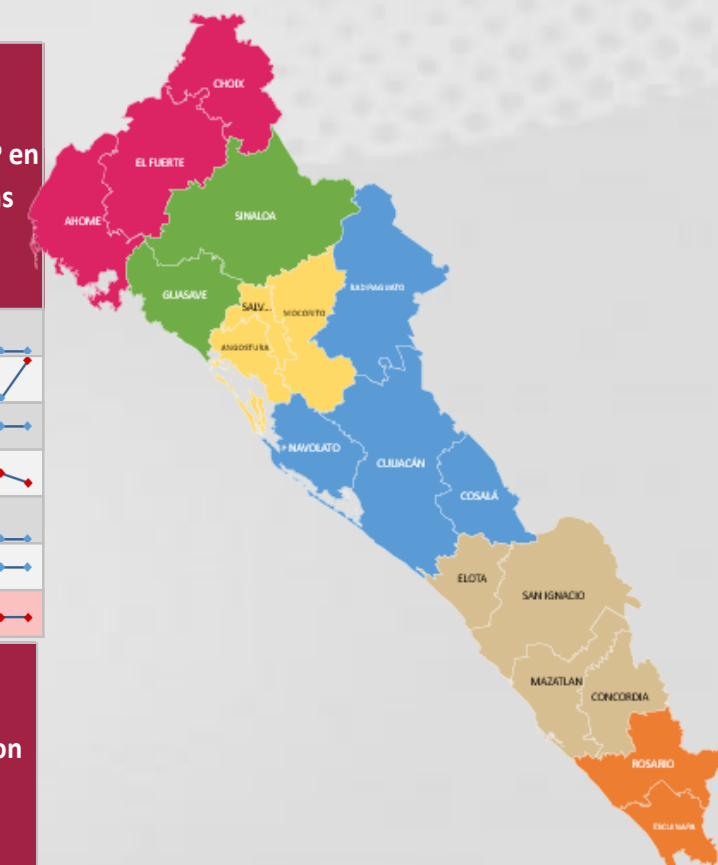 CHOIX
en
EL FUERTE
s
SINALOA
AHOME
BADIRAGUATO
GUASAVE
SALV...
MOCORITO
ANGOSTURA
NAVOLATO
CULIACÁN
COSALÁ
ELOTA
SAN IGNACIO
MAZATLAN
CONCORDIA
on
ROSARIO
ESCUINAPA